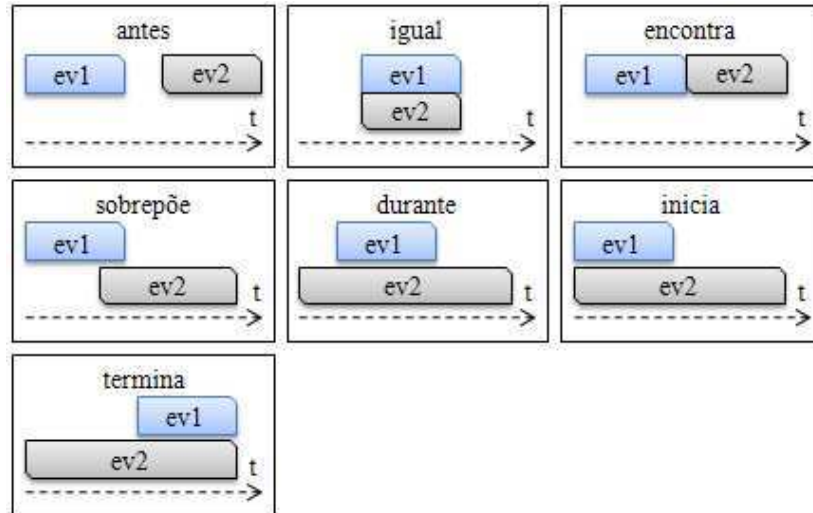 antes
ev1
ev2
t
igual
ev1
ev2
t
encontra
ev1
ev2
t
sobrepõe
ev1
ev2
t
durante
ev1
ev2
t
inicia
ev1
ev2
t
termina
ev1
ev2
t